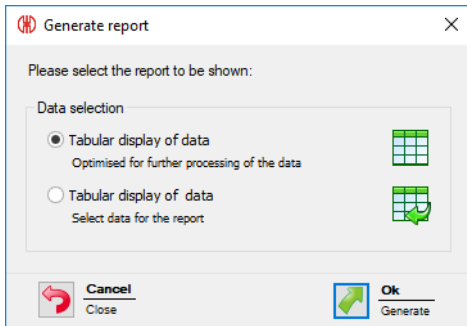 Generate report
Please select the report to be shown:
Data selection
Tabular display of data
Optimised for further processing of the data
Tabular display of  data
Select data for the report
Cancel
Close
Ok
Generate